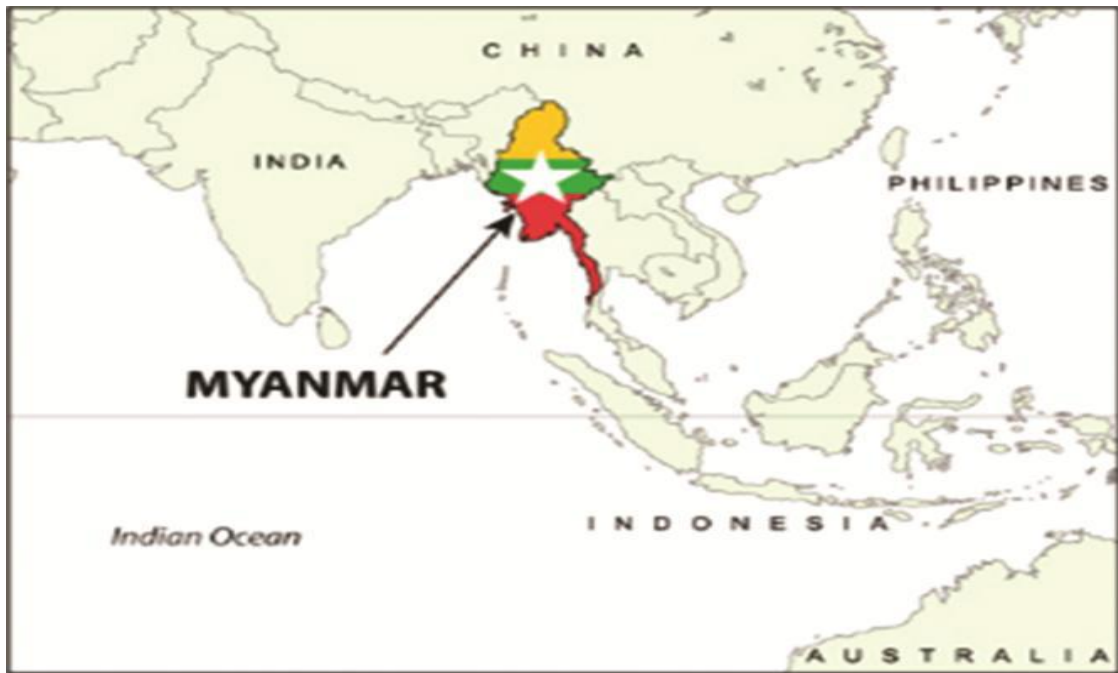 CHINA
INDIA
PHILIPPINES
MYANMAR
Indian Ocean
INDONESIA
AUSTRALIA